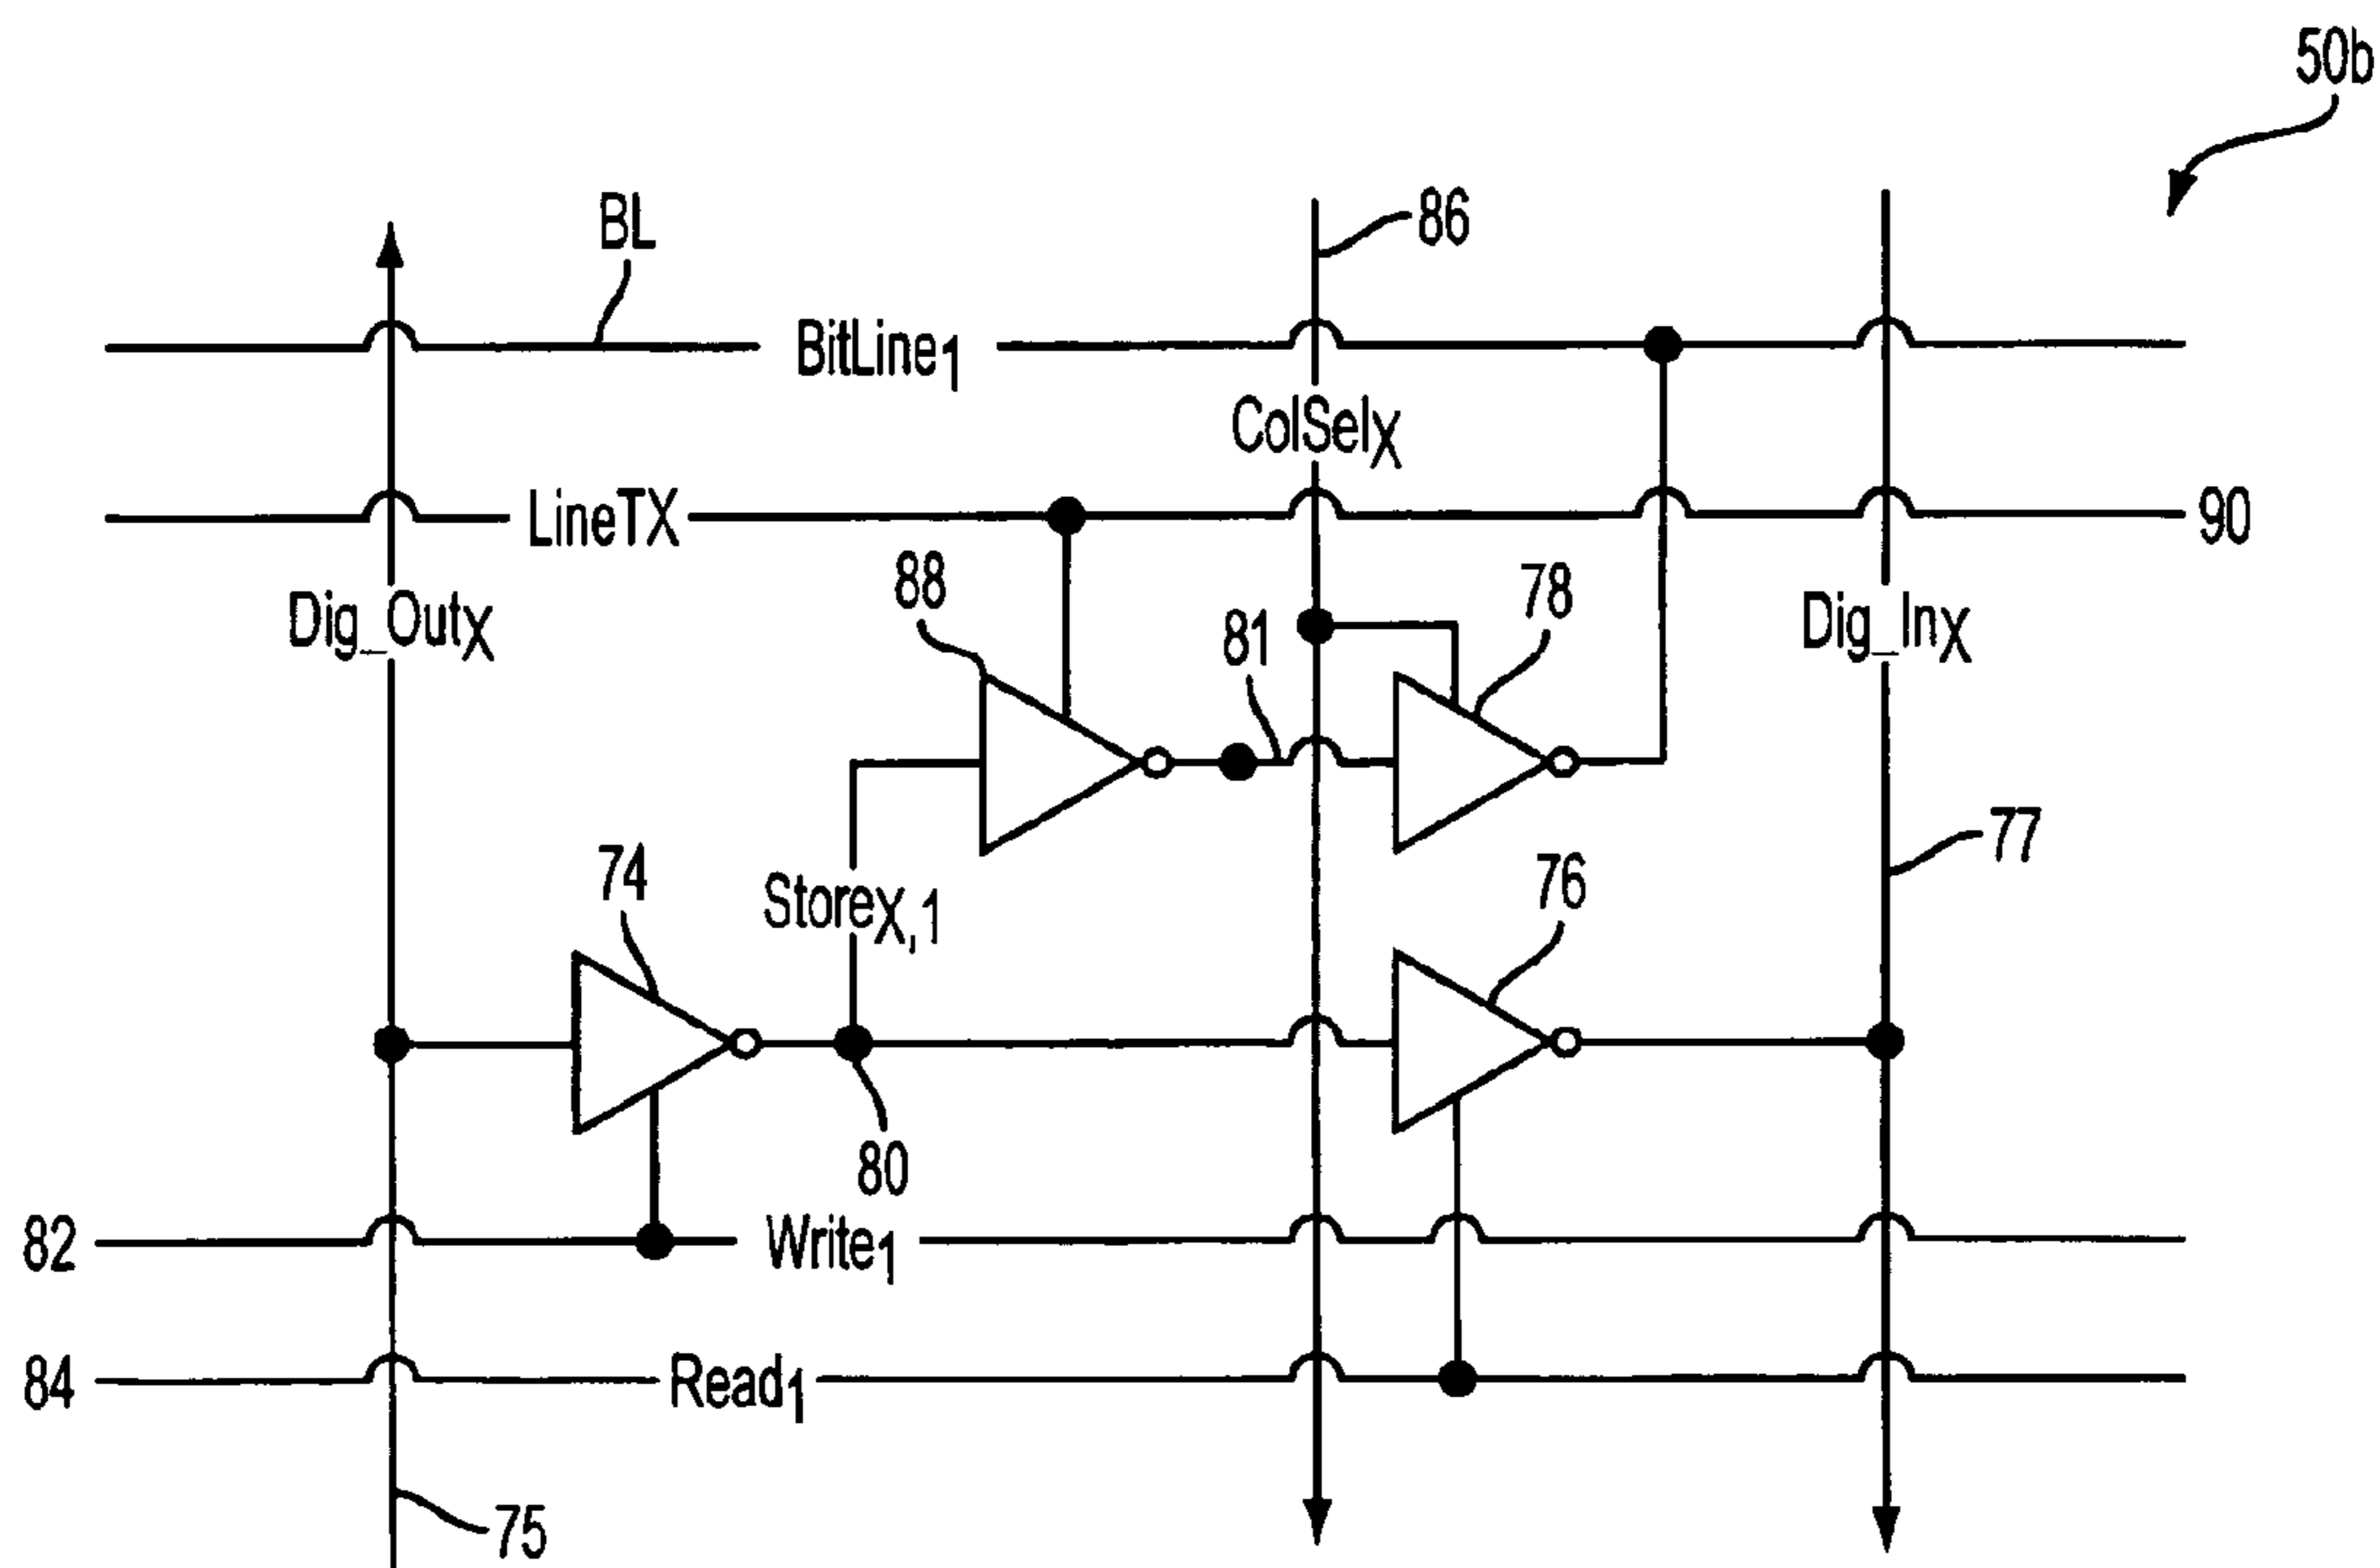 50b
BL
86
BitLine1
ColSelX
LineTX
90
88
78
Dig_OutX
81
Dig_InX
77
74
StoreX,1
76
80
82
Write1
84
Read1
75